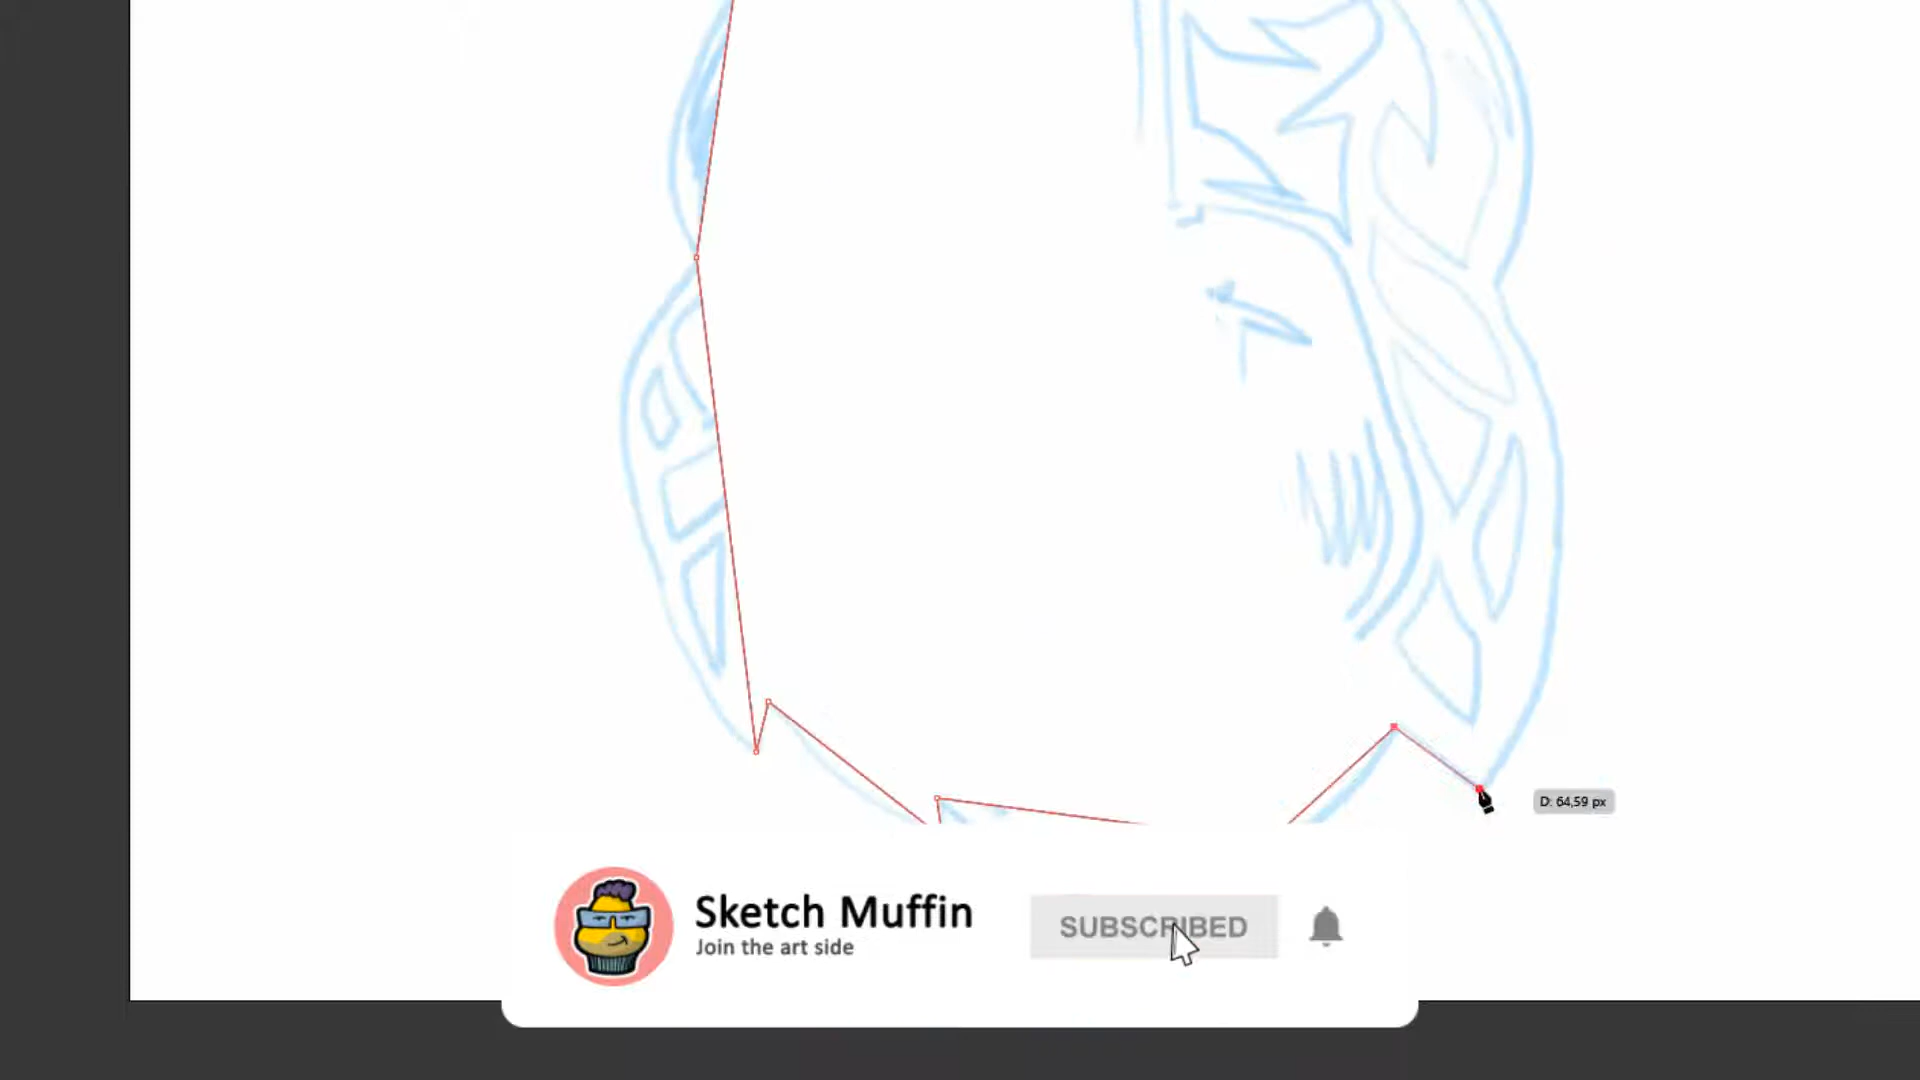 D: 64,59 px
Sketch Muffin
Join the art side
SUBSCRIBED